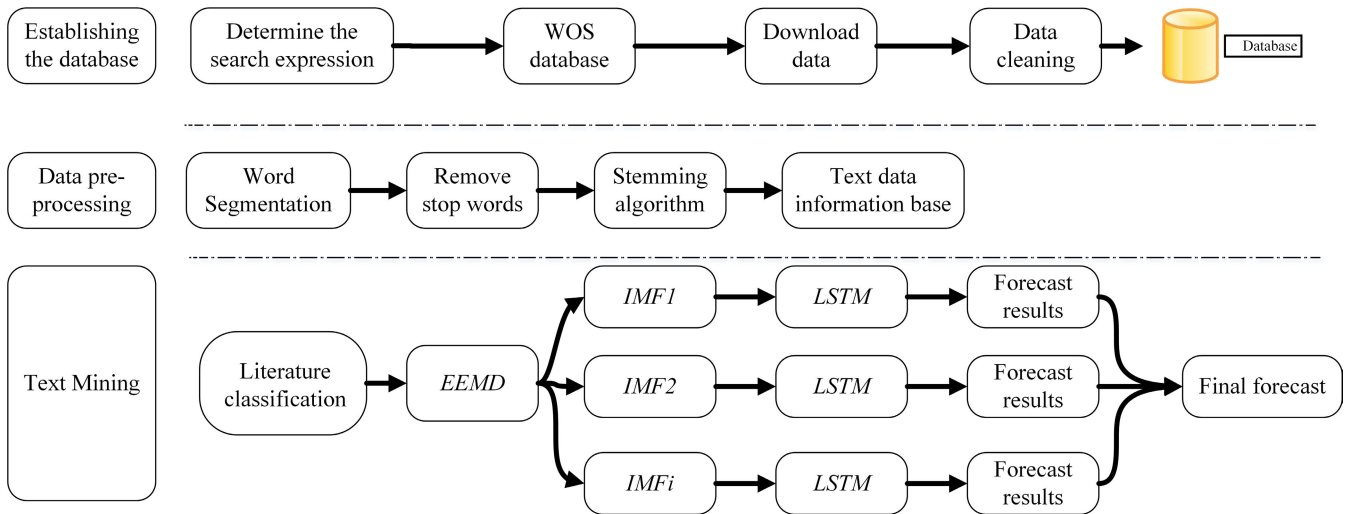 Establishing
the database
Determine the
search expression
WOS
database
Download
data
Data
cleaning
Database
Data pre-
processing
Word
Segmentation
Remove
stop words
Stemming
algorithm
Text data
information base
Text Mining
Literature
classification
EEMD
IMF1
LSTM
Forecast
results
IMF2
LSTM
Forecast
results
IMFi
LSTM
Forecast
results
Final forecast